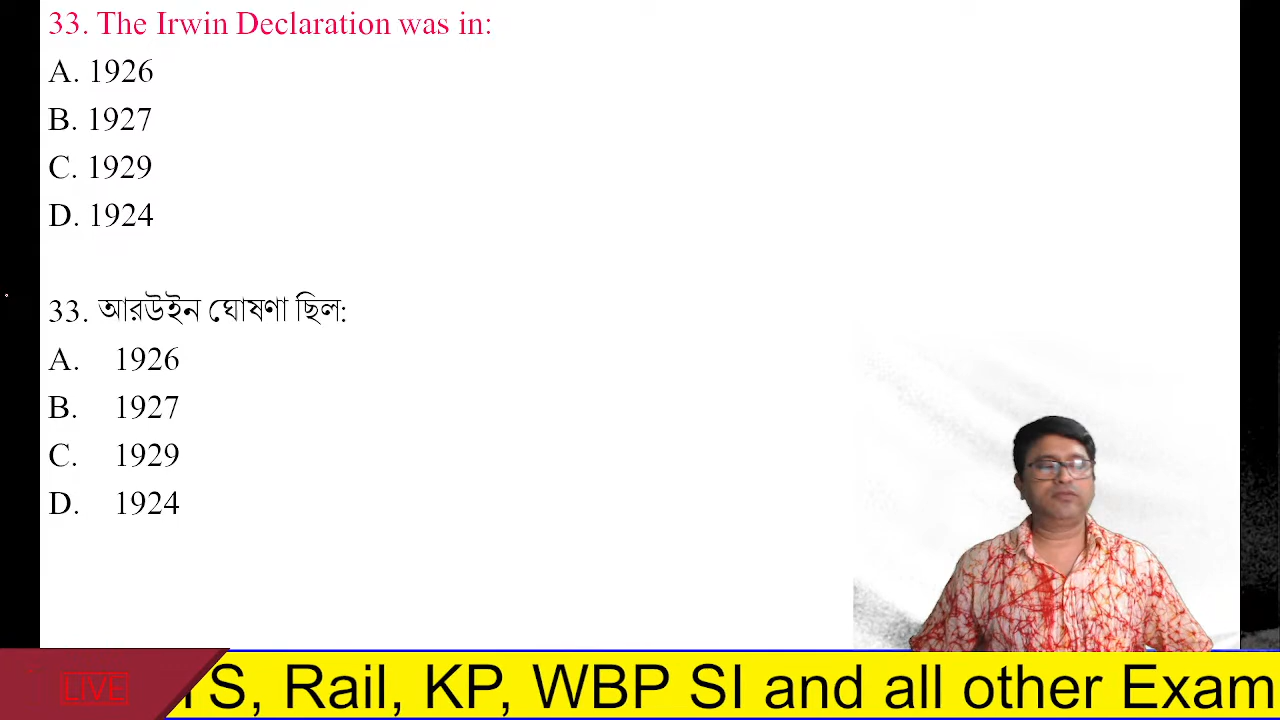 33. The Irwin Declaration was in:
A. 1926
B. 1927
C. 1929
D. 1924
33. আরউইন ঘোষণা ছিল:
A. 1926
B. 1927
C. 1929
D. 1924
LIVE
TS, Rail, KP, WBP SI and all other Exam